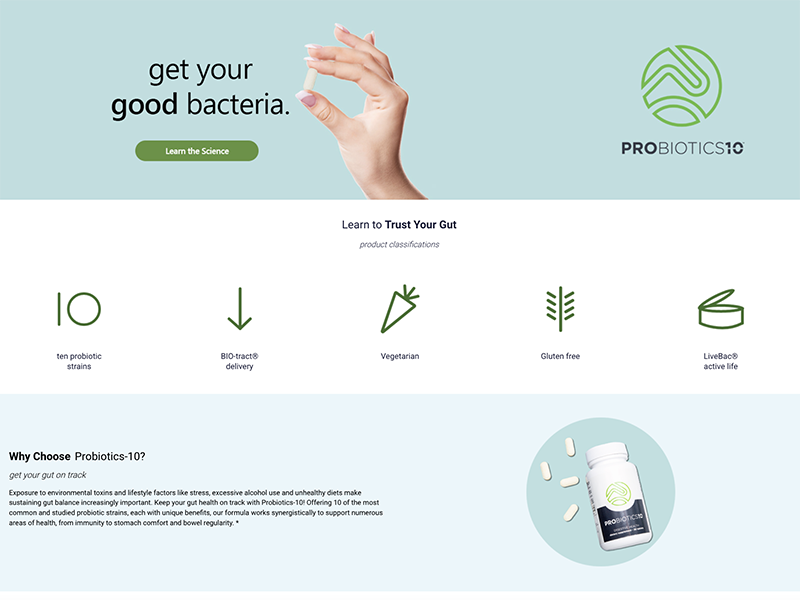 get your
good bacteria.
Learn the Science
PROBIOTICS10
Learn to Trust Your Gut
product classifications
ten probiotic
strains
BIO-tract®
delivery
Vegetarian
Gluten free
LiveBac®
active life
Why Choose Probiotics-10?
get your gut on track
Exposure to environmental toxins and lifestyle factors like stress, excessive alcohol use and unhealthy diets make
sustaining gut balance increasingly important. Keep your gut health on track with Probiotics-10! Offering 10 of the most
common and studied probiotic strains, each with unique benefits, our formula works synergistically to support numerous
areas of health, from immunity to stomach comfort and bowel regularity. *
PROBIOTICS10